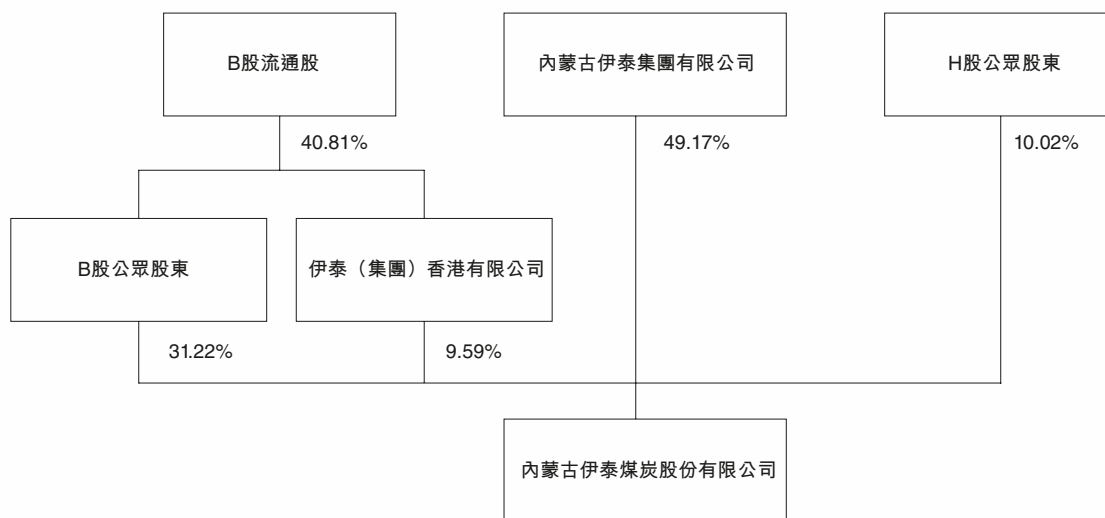 B股流通股
內蒙古伊泰集團有限公司
H股公眾股東
40.81%
49.17%
10.02%
B股公眾股東
伊泰（集團）香港有限公司
31.22%
9.59%
內蒙古伊泰煤炭股份有限公司